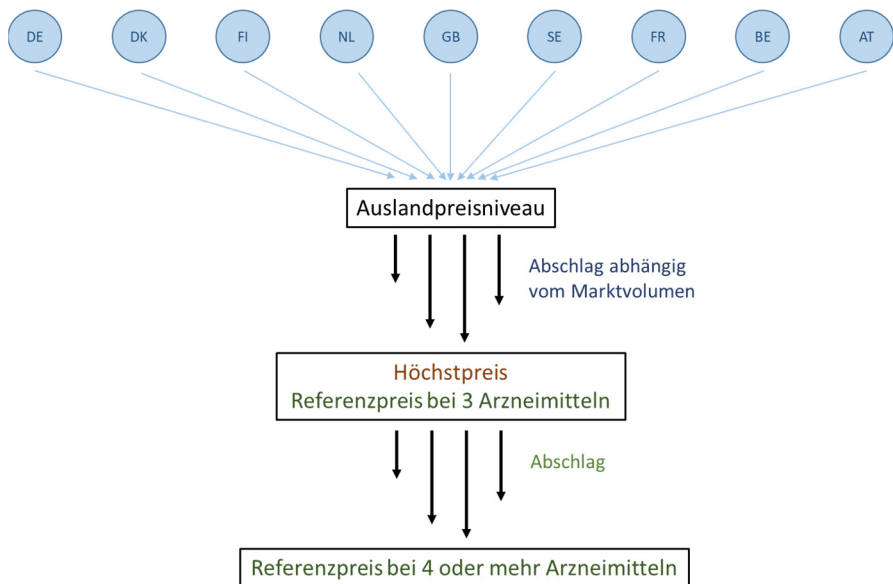 DE
DK
FI
NL
GB
SE
FR
BE
AT
Auslandpreisniveau
Abschlag abhängig
vom Marktvolumen
Höchstpreis
Referenzpreis bei 3 Arzneimitteln
Abschlag
Referenzpreis bei 4 oder mehr Arzneimitteln